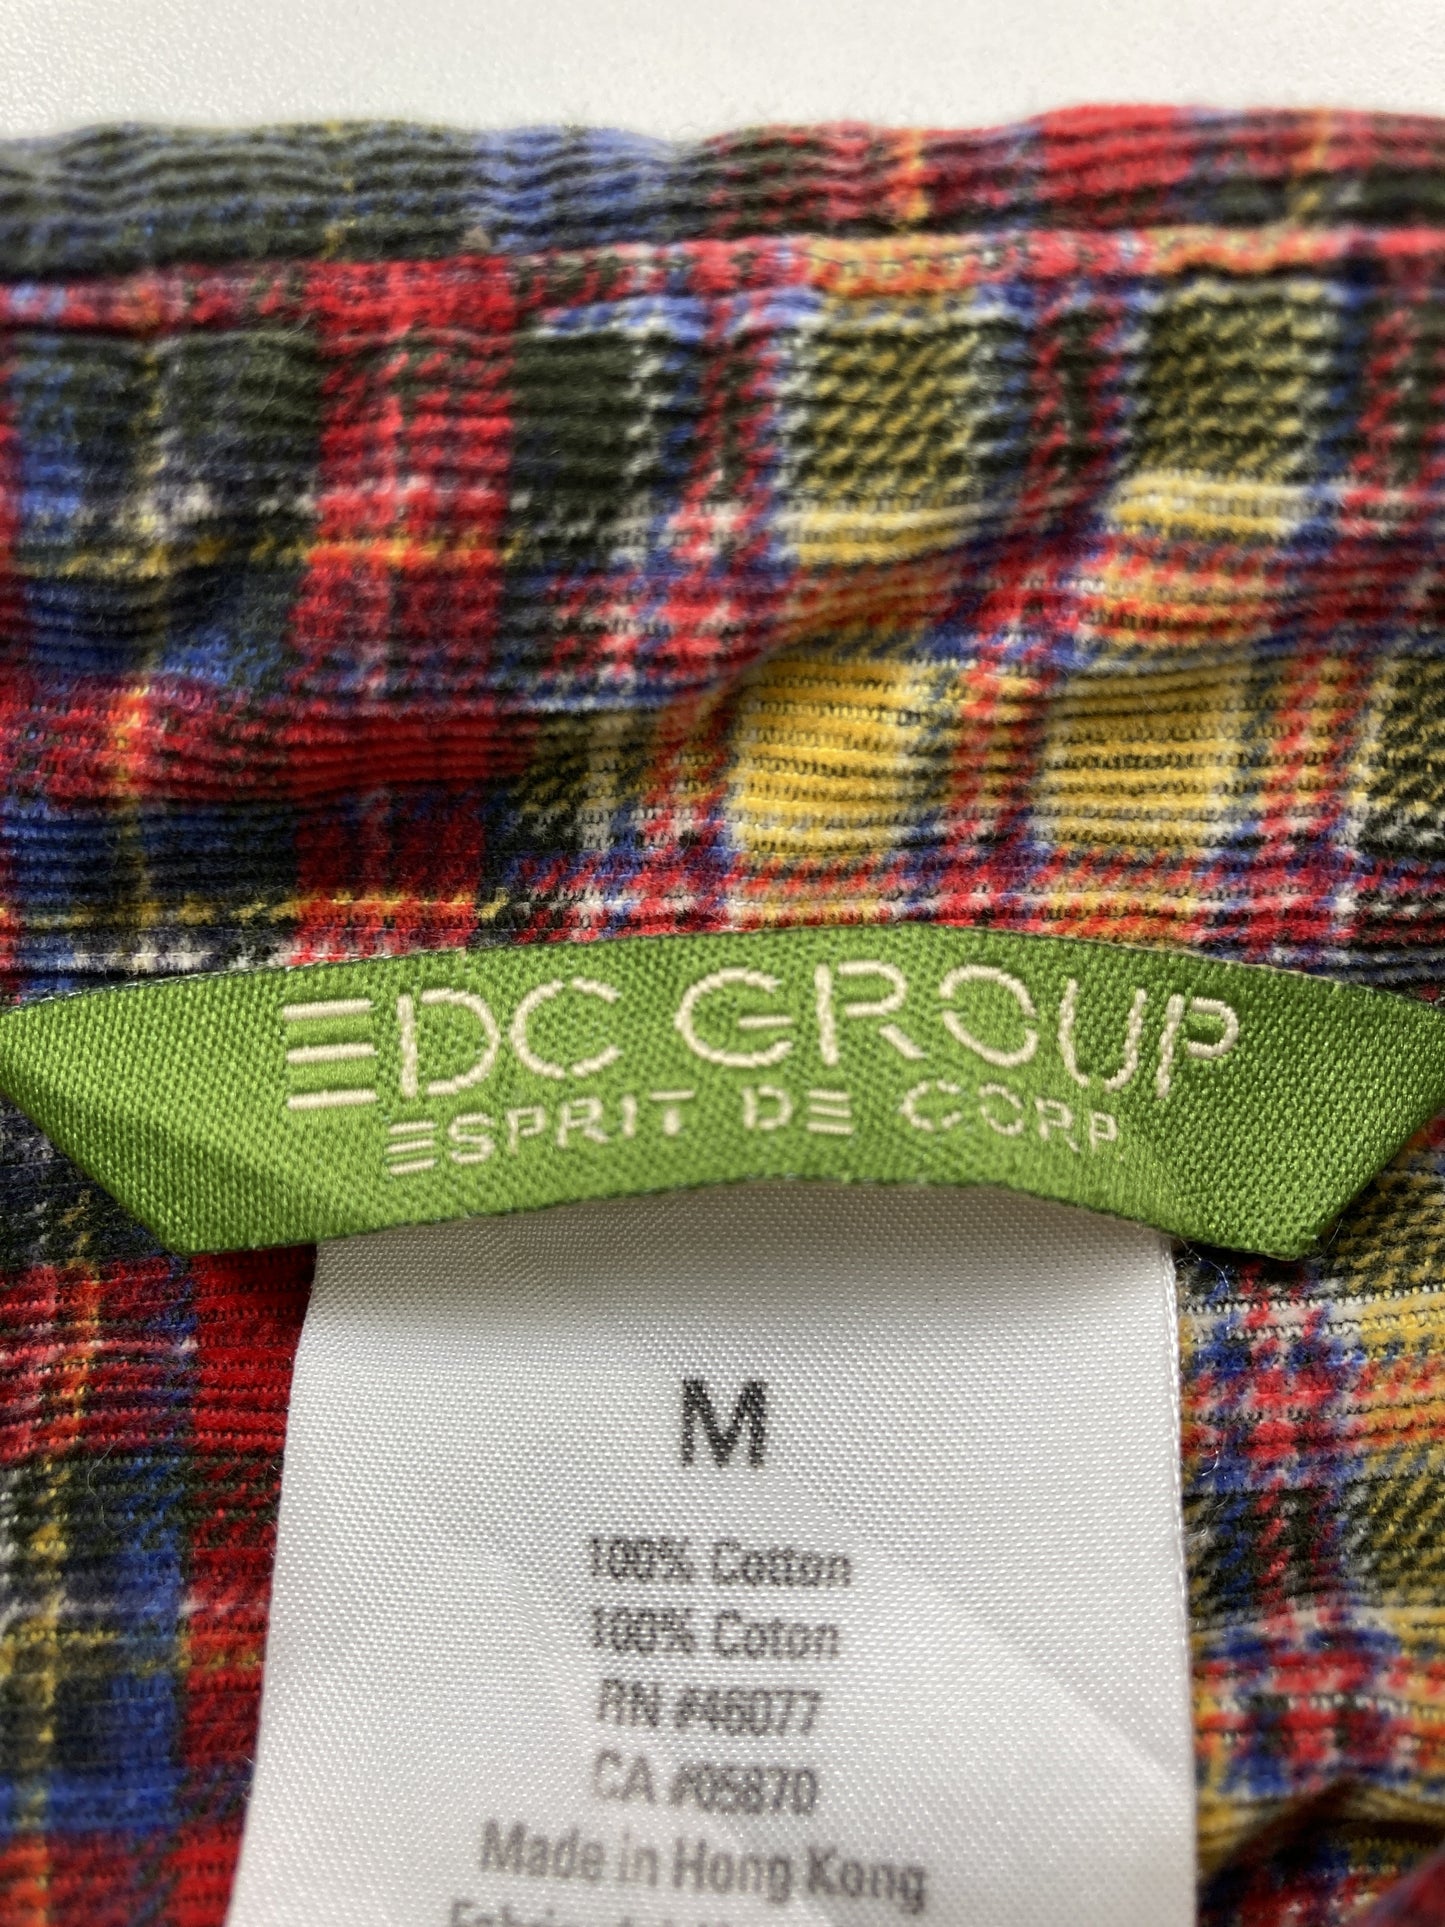 EDC GROUP
ESPRIT DE CORP
M
100% Cotton
100% Coton
RN #46077
CA #05870
Made in Hong Kong